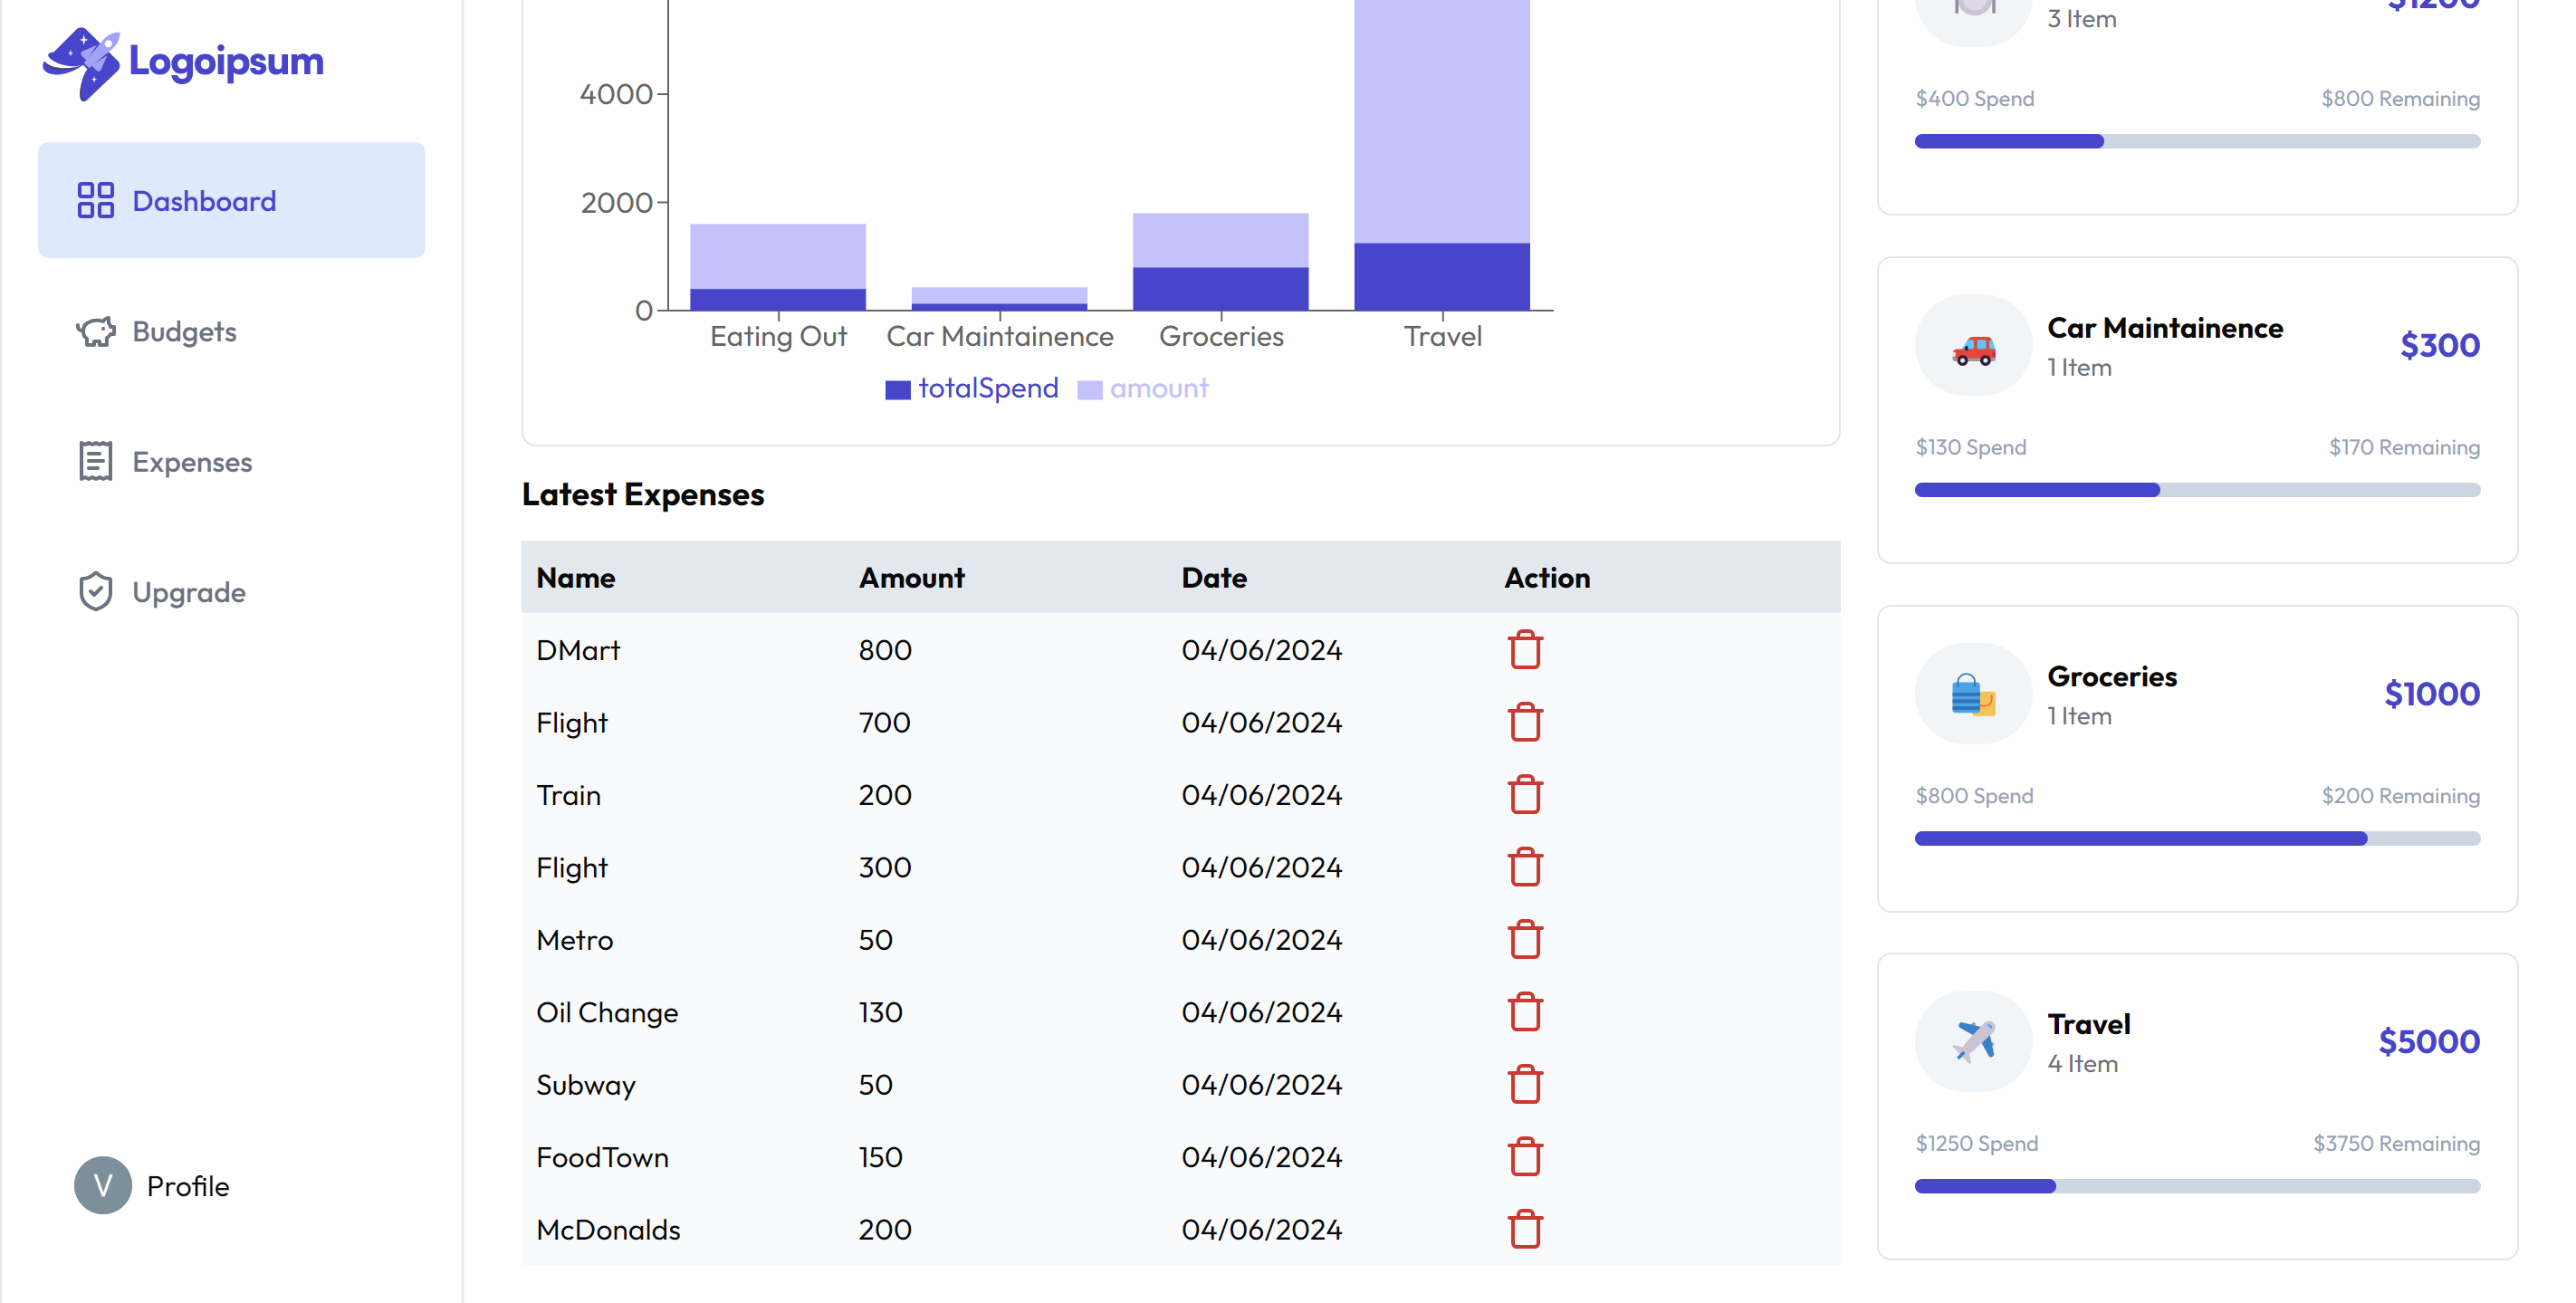 Logoipsum
Dashboard
Budgets
Expenses
Upgrade
V Profile
4000
2000
0
Eating Out Car Maintainence Groceries Travel
totalSpend amount
Latest Expenses
Name Amount Date Action
DMart 800 04/06/2024
Flight 700 04/06/2024
Train 200 04/06/2024
Flight 300 04/06/2024
Metro 50 04/06/2024
Oil Change 130 04/06/2024
Subway 50 04/06/2024
FoodTown 150 04/06/2024
McDonalds 200 04/06/2024
$1200
3 Item
$400 Spend $800 Remaining
Car Maintainence
$300
1 Item
$130 Spend $170 Remaining
Groceries
$1000
1 Item
$800 Spend $200 Remaining
Travel
$5000
4 Item
$1250 Spend $3750 Remaining